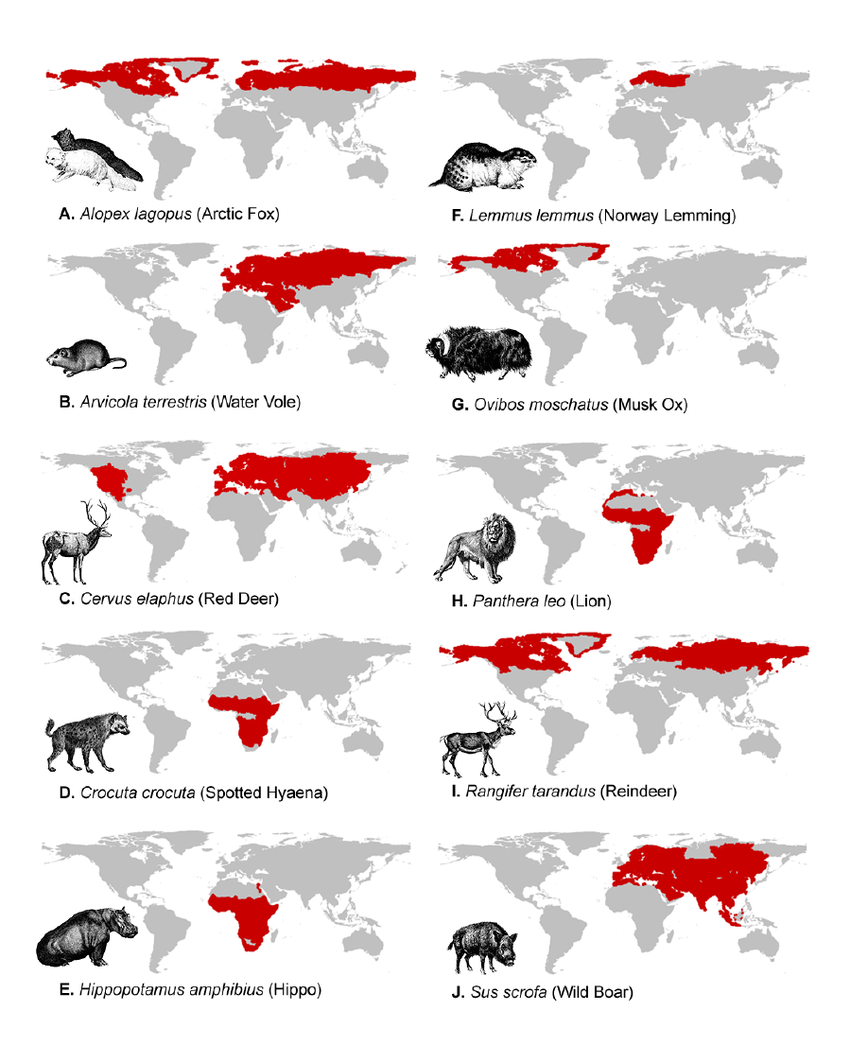 A. Alopex lagopus (Arctic Fox)
F. Lemmus lemmus (Norway Lemming)
B. Arvicola terrestris (Water Vole)
G. Ovibos moschatus (Musk Ox)
C. Cervus elaphus (Red Deer)
H. Panthera leo (Lion)
D. Crocuta crocuta (Spotted Hyaena)
I. Rangifer tarandus (Reindeer)
E. Hippopotamus amphibius (Hippo)
J. Sus scrofa (Wild Boar)